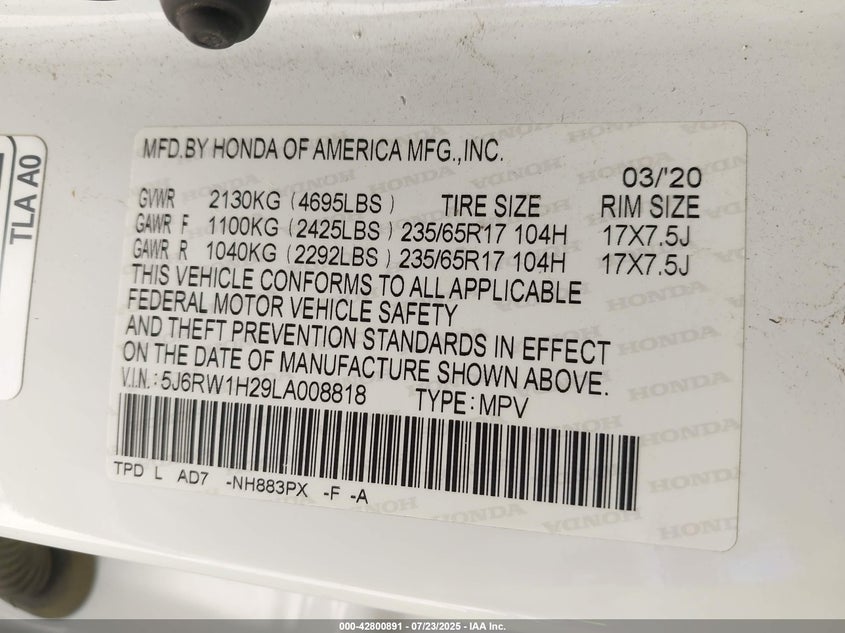 TLA A0
MFD.BY HONDA OF AMERICA MFG.,INC.
03/'20
GVWR 2130KG (4695LBS) TIRE SIZE RIM SIZE
GAWR F 1100KG (2425LBS) 235/65R17 104H 17X7.5J
GAWR R 1040KG (2292LBS) 235/65R17 104H 17X7.5J
THIS VEHICLE CONFORMS TO ALL APPLICABLE
FEDERAL MOTOR VEHICLE SAFETY
AND THEFT PREVENTION STANDARDS IN EFFECT
ON THE DATE OF MANUFACTURE SHOWN ABOVE.
V.I.N.: 5J6RW1H29LA008818 TYPE: MPV
TPD L AD7 -NH883PX -F -A
HONDA
000-42800891 - 07/23/2025 - IAA Inc.